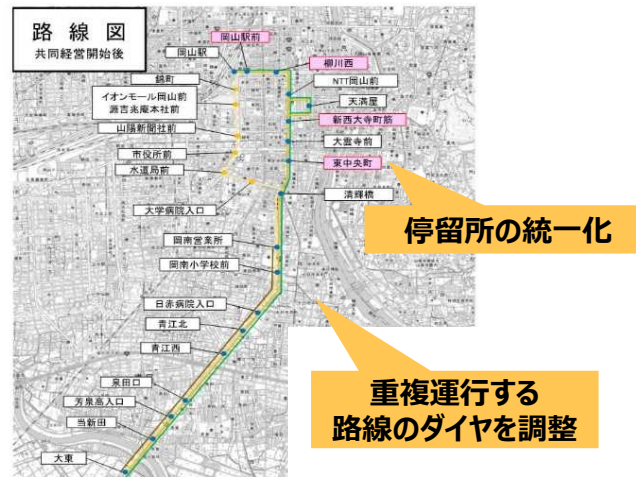 路線図
共同経営開始後
岡山駅前
岡山駅
柳川西
錦町
NTT岡山前
イオンモール岡山前
源吉兆庵本社前
天満屋
新西大寺町筋
山陽新聞社前
大雲寺前
市役所前
東中央町
水道局前
大学病院入口
清輝橋
停留所の統一化
岡南営業所
岡南小学校前
日赤病院入口
青江北
青江西
重複運行する
路線のダイヤを調整
泉田口
芳泉高入口
当新田
大東